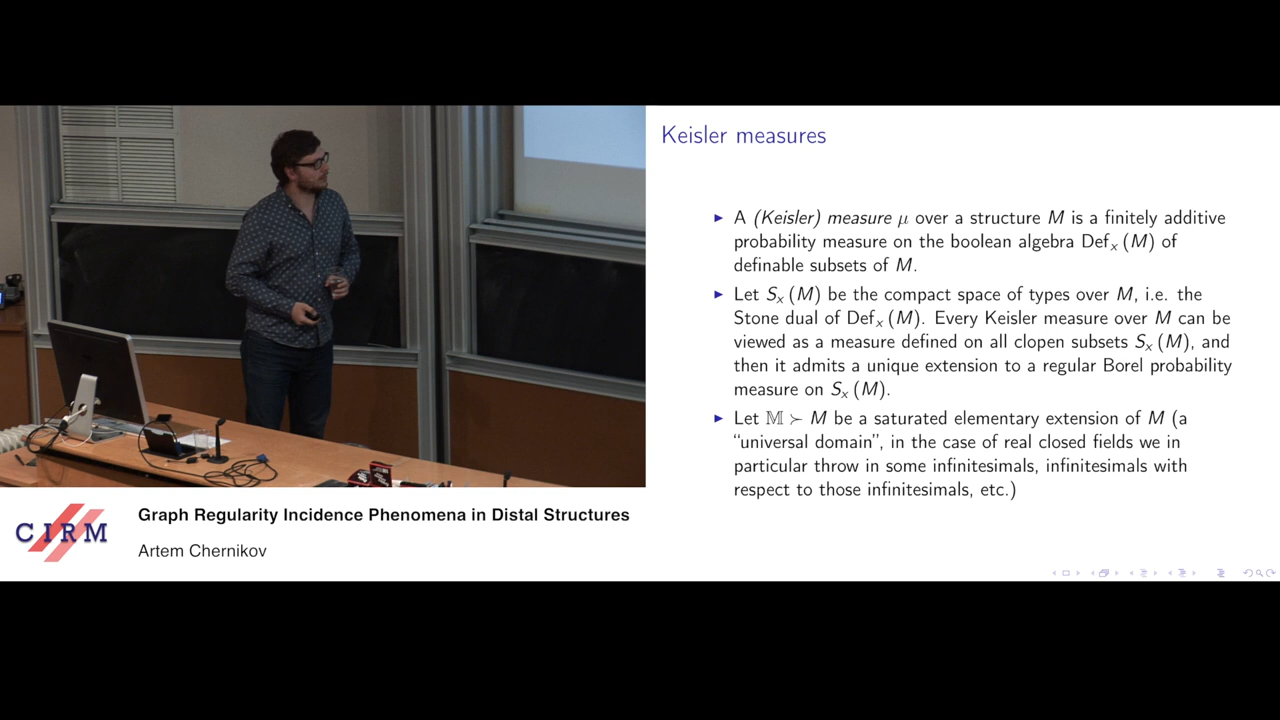 Keisler measures
▶ A (Keisler) measure μ over a structure M is a finitely additive
probability measure on the boolean algebra Defₓ (M) of
definable subsets of M.
▶ Let Sₓ (M) be the compact space of types over M, i.e. the
Stone dual of Defₓ (M). Every Keisler measure over M can be
viewed as a measure defined on all clopen subsets Sₓ (M), and
then it admits a unique extension to a regular Borel probability
measure on Sₓ (M).
▶ Let 𝕄 ≻ M be a saturated elementary extension of M (a
“universal domain”, in the case of real closed fields we in
particular throw in some infinitesimals, infinitesimals with
respect to those infinitesimals, etc.)
CIRM
Graph Regularity Incidence Phenomena in Distal Structures
Artem Chernikov